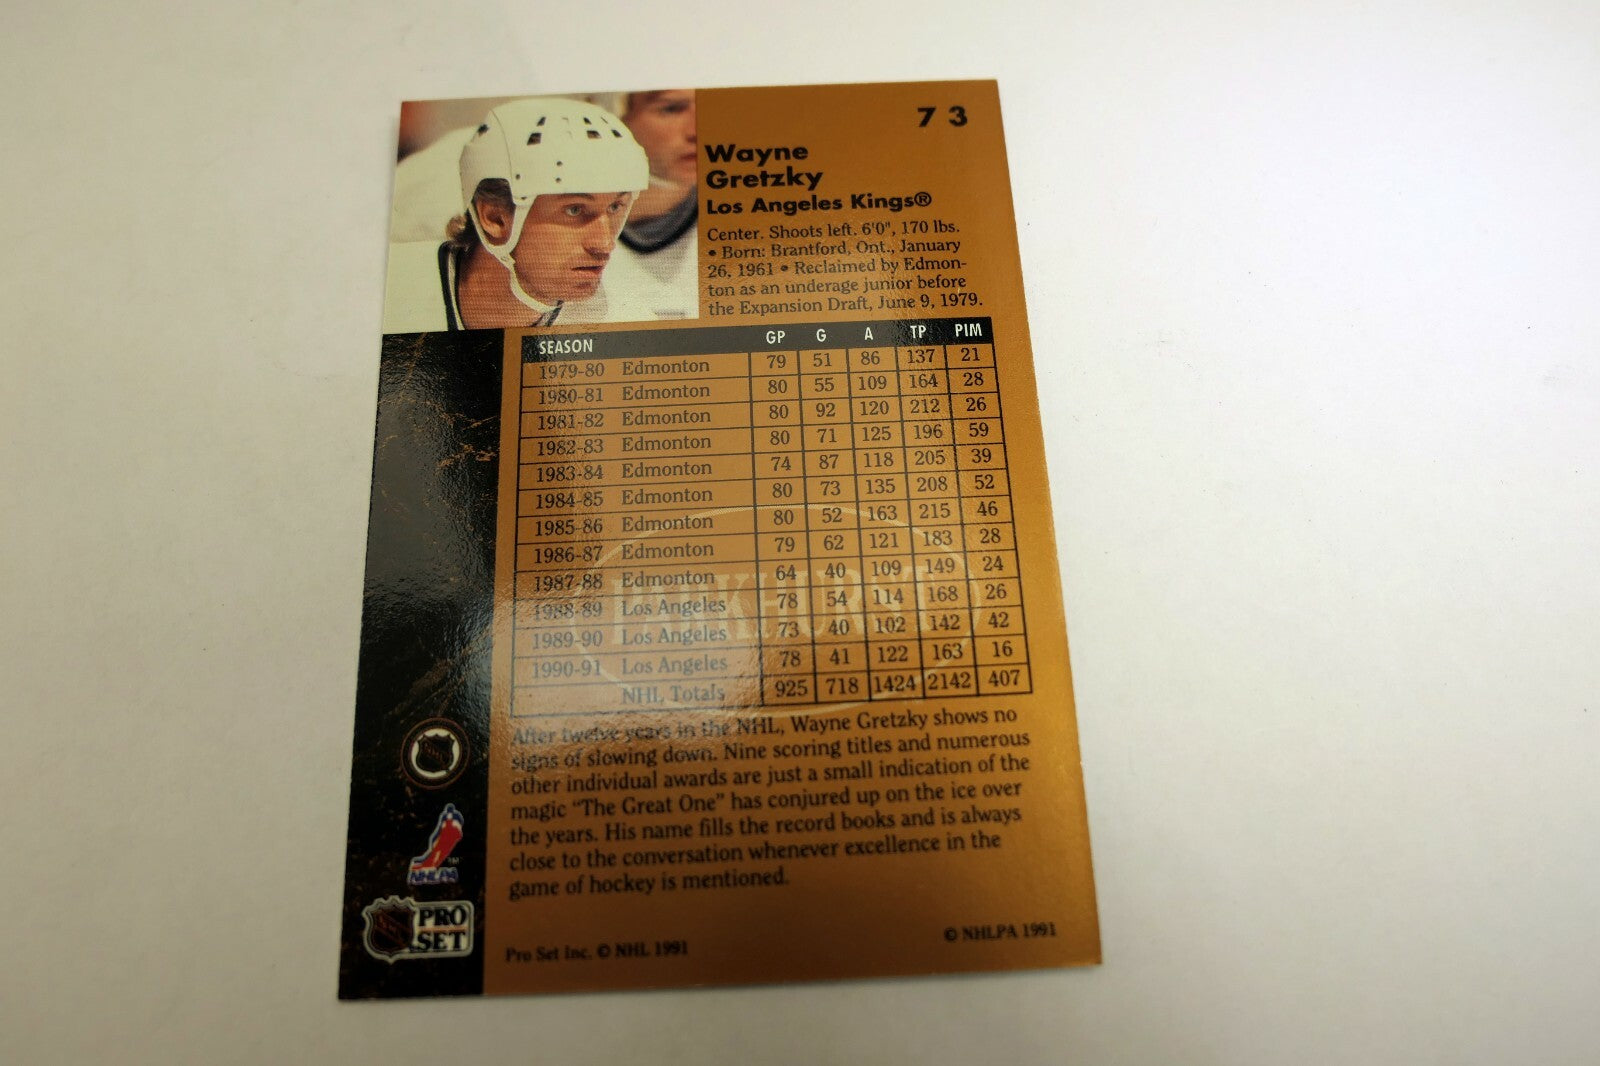 73
Wayne
Gretzky
Los Angeles Kings®
Center. Shoots left. 6'0", 170 lbs.
• Born: Brantford, Ont., January
26, 1961 • Reclaimed by Edmon-
ton as an underage junior before
the Expansion Draft, June 9, 1979.
SEASON GP G A TP PIM
1979-80 Edmonton 79 51 86 137 21
1980-81 Edmonton 80 55 109 164 28
1981-82 Edmonton 80 92 120 212 26
1982-83 Edmonton 80 71 125 196 59
1983-84 Edmonton 74 87 118 205 39
1984-85 Edmonton 80 73 135 208 52
1985-86 Edmonton 80 52 163 215 46
1986-87 Edmonton 79 62 121 183 28
1987-88 Edmonton 64 40 109 149 24
1988-89 Los Angeles 78 54 114 168 26
1989-90 Los Angeles 73 40 102 142 42
1990-91 Los Angeles 78 41 122 163 16
NHL Totals 925 718 1424 2142 407
PARKHURST
After twelve years in the NHL, Wayne Gretzky shows no
signs of slowing down. Nine scoring titles and numerous
other individual awards are just a small indication of the
magic "The Great One" has conjured up on the ice over
the years. His name fills the record books and is always
close to the conversation whenever excellence in the
game of hockey is mentioned.
NHLPA
PRO
SET
Pro Set Inc. © NHL 1991
© NHLPA 1991